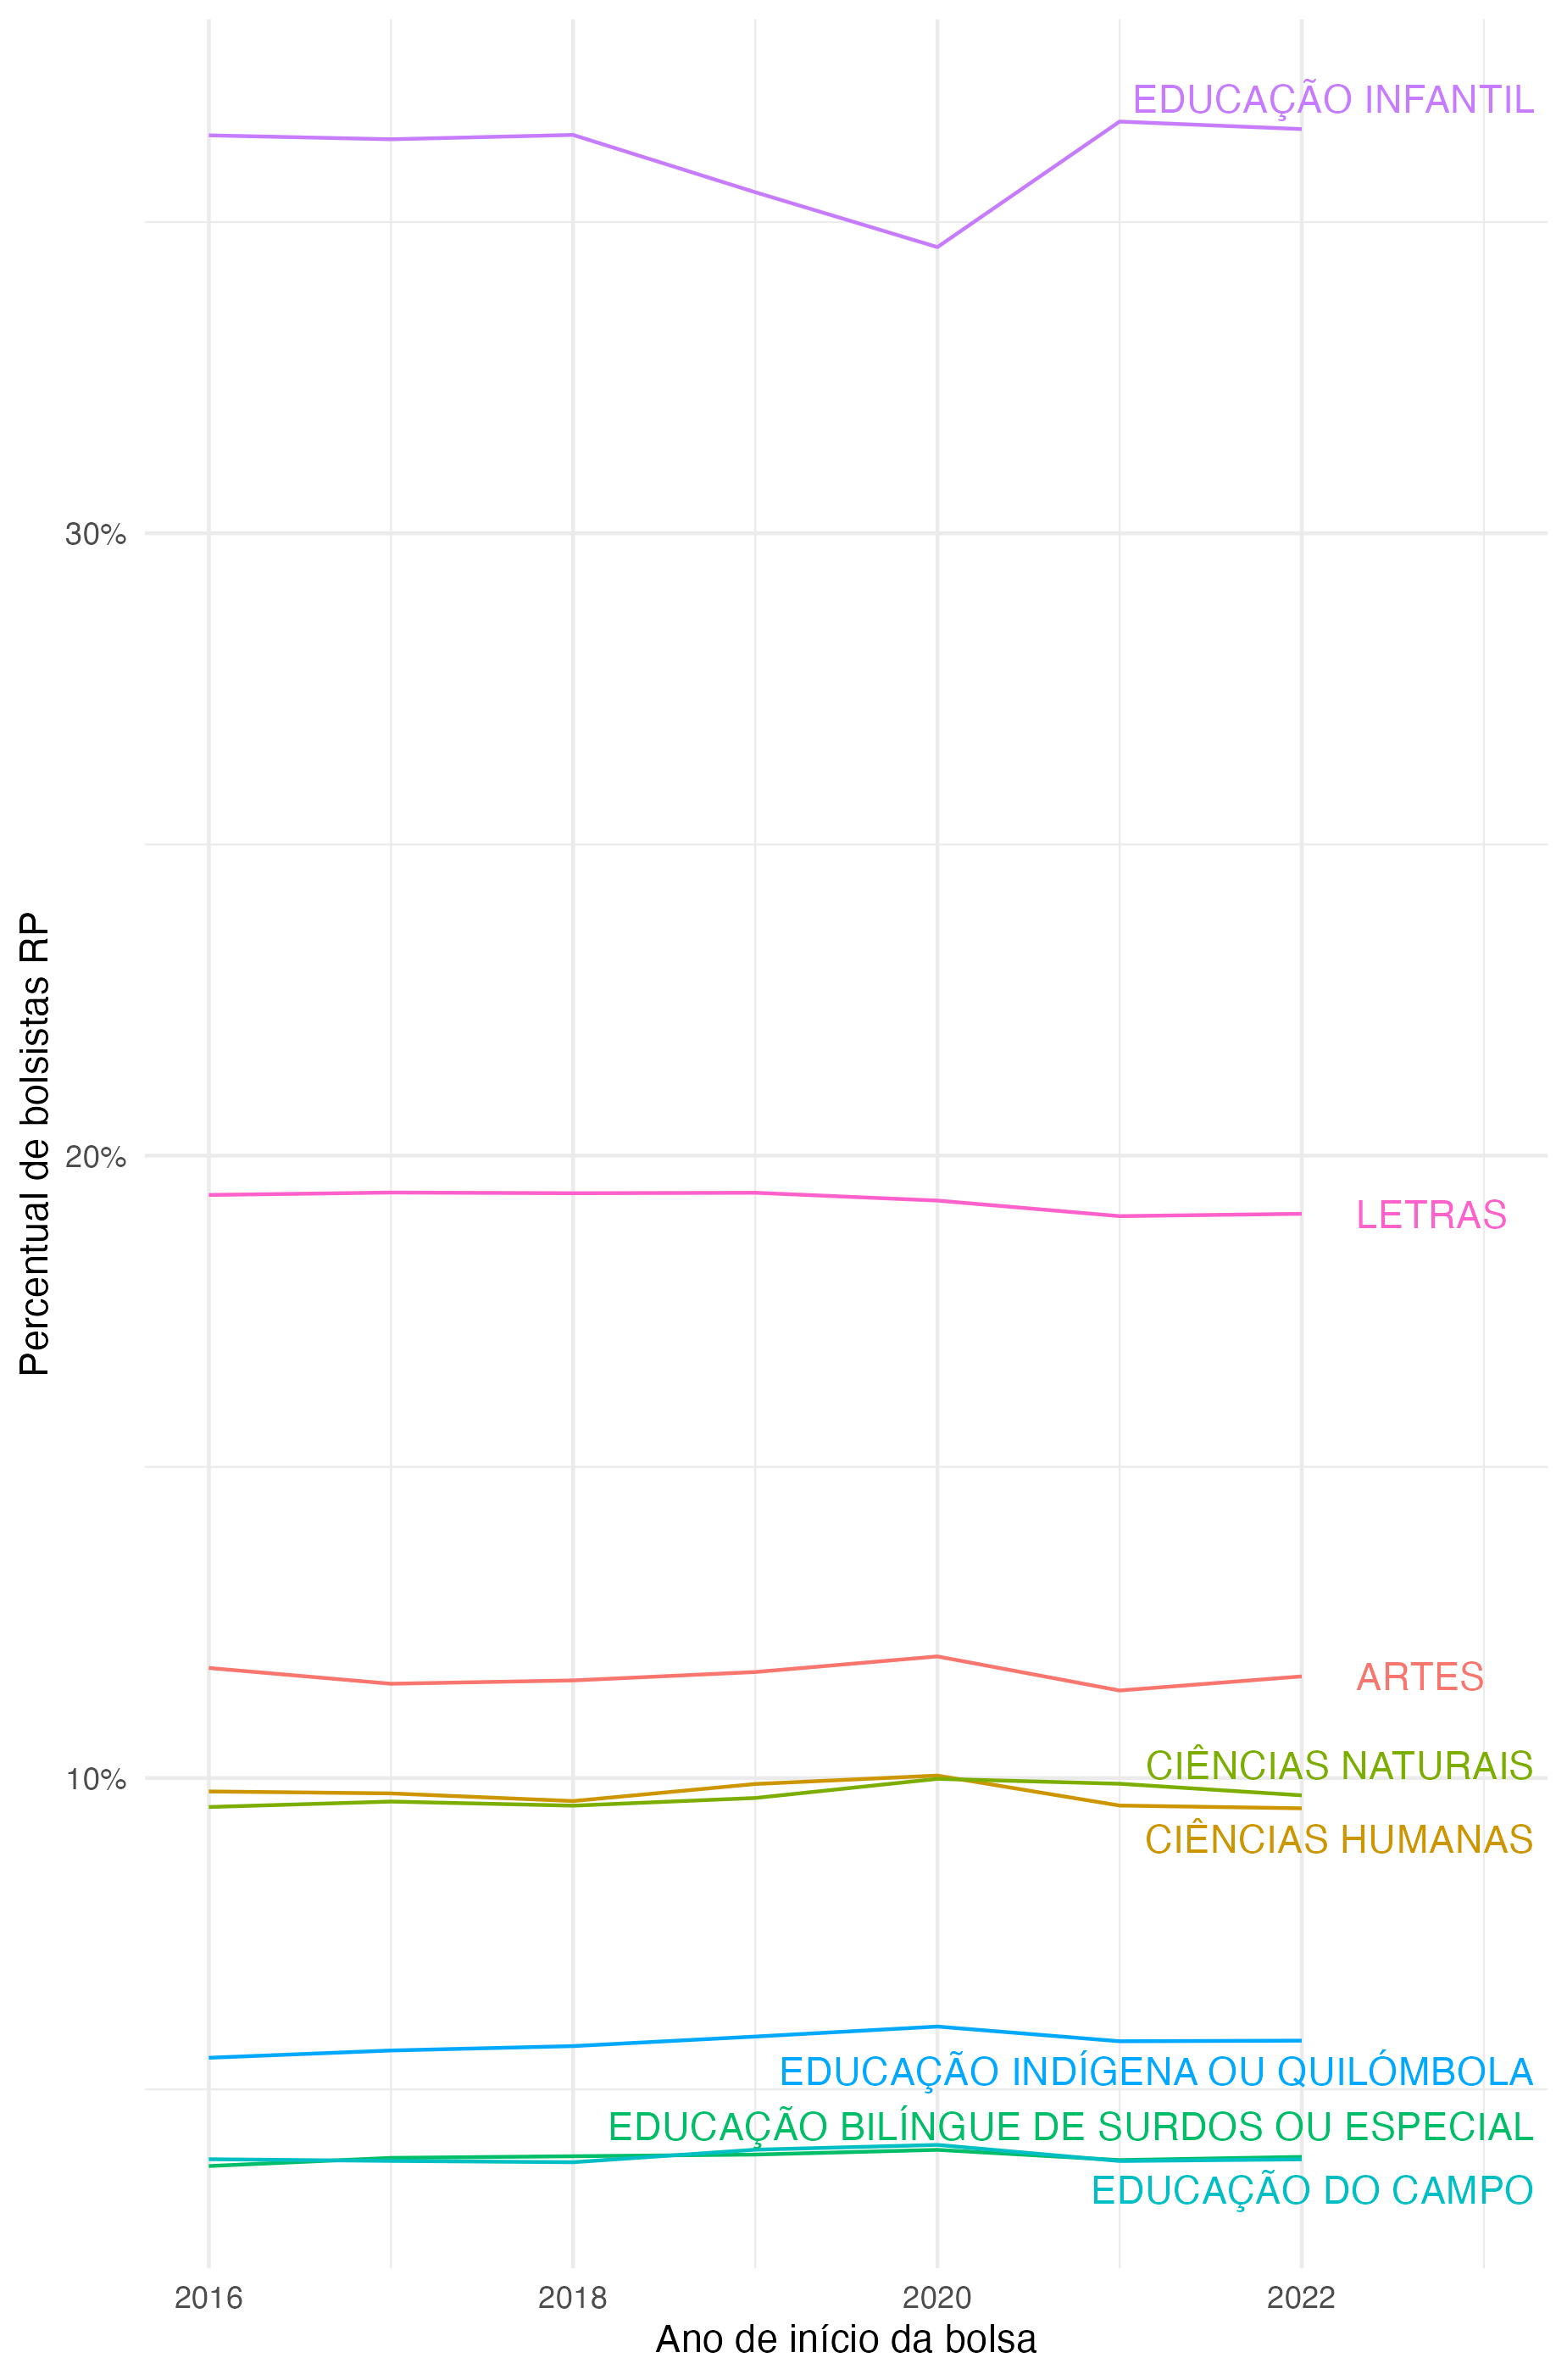 EDUCAÇÃO INFANTIL
30%
20%
LETRAS
ARTES
CIÊNCIAS NATURAIS
10%
CIÊNCIAS HUMANAS
EDUCAÇÃO INDÍGENA OU QUILÓMBOLA
EDUCAÇÃO BILÍNGUE DE SURDOS OU ESPECIAL
EDUCAÇÃO DO CAMPO
2016
2018
2020
2022
Ano de início da bolsa
Percentual de bolsistas RP